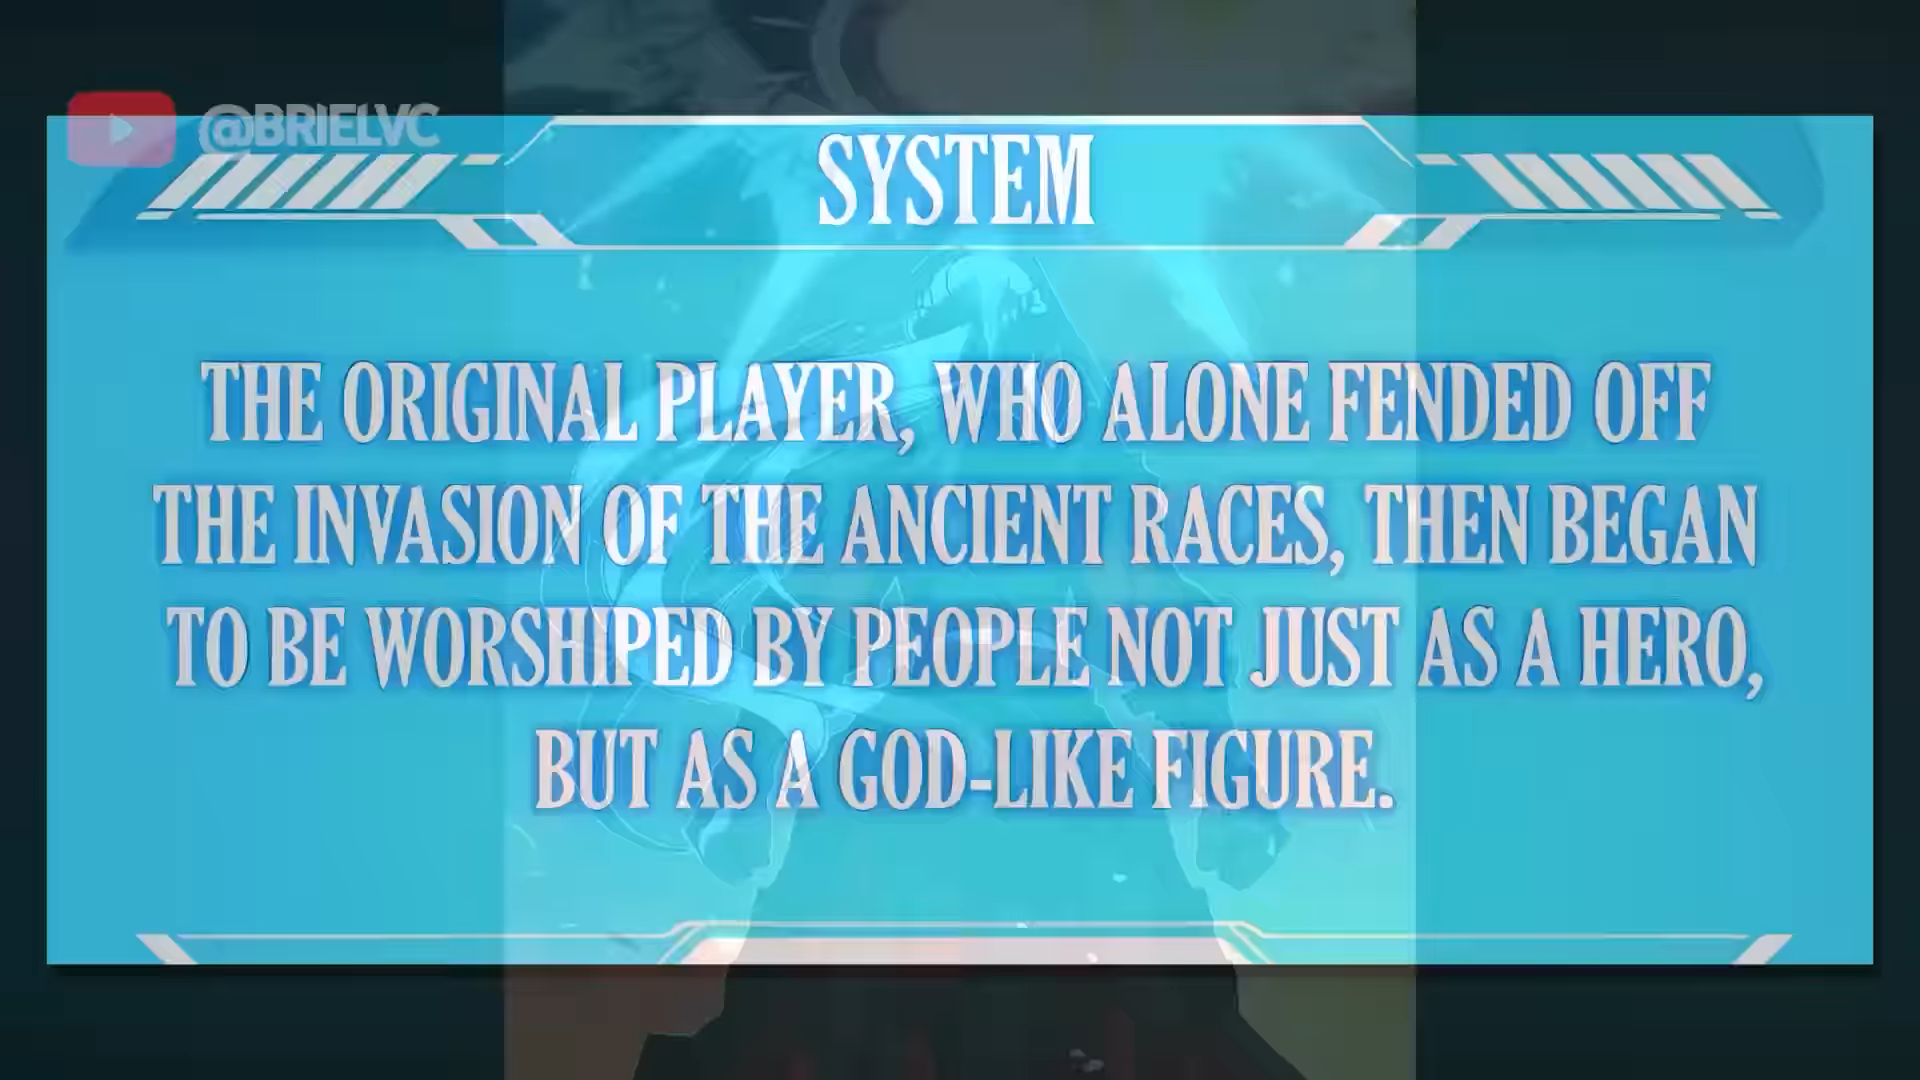 @BRIELVC
SYSTEM
THE ORIGINAL PLAYER, WHO ALONE FENDED OFF
THE INVASION OF THE ANCIENT RACES, THEN BEGAN
TO BE WORSHIPED BY PEOPLE NOT JUST AS A HERO,
BUT AS A GOD-LIKE FIGURE.